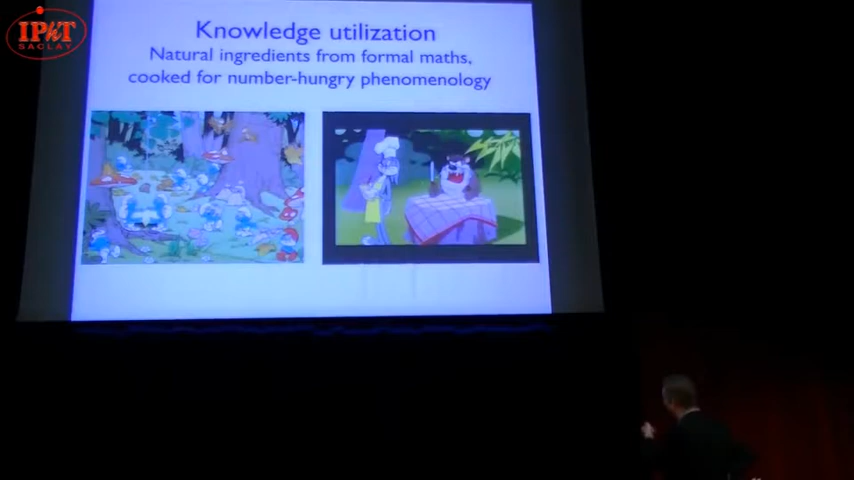 IPhT
SACLAY
Knowledge utilization
Natural ingredients from formal maths,
cooked for number-hungry phenomenology